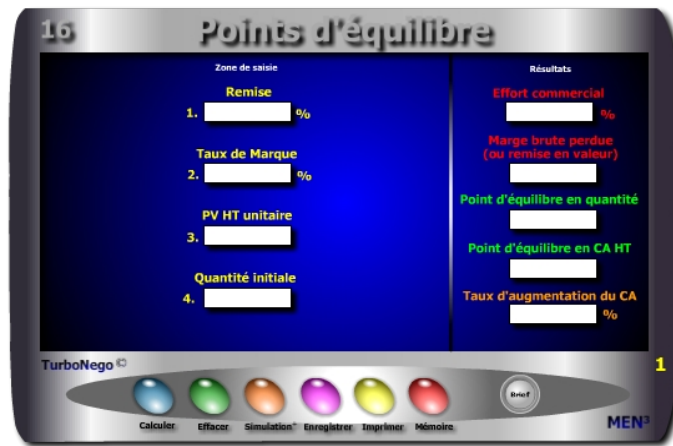 16
Points d'équilibre
Zone de saisie
Remise
1. %
Taux de Marque
2. %
PV HT unitaire
3.
Quantité initiale
4.
Résultats
Effort commercial
%
Marge brute perdue
(ou remise en valeur)
Point d'équilibre en quantité
Point d'équilibre en CA HT
Taux d'augmentation du CA
%
TurboNego ©
1
Calculer Effacer Simulation+ Enregistrer Imprimer Mémoire
Brief
MEN³